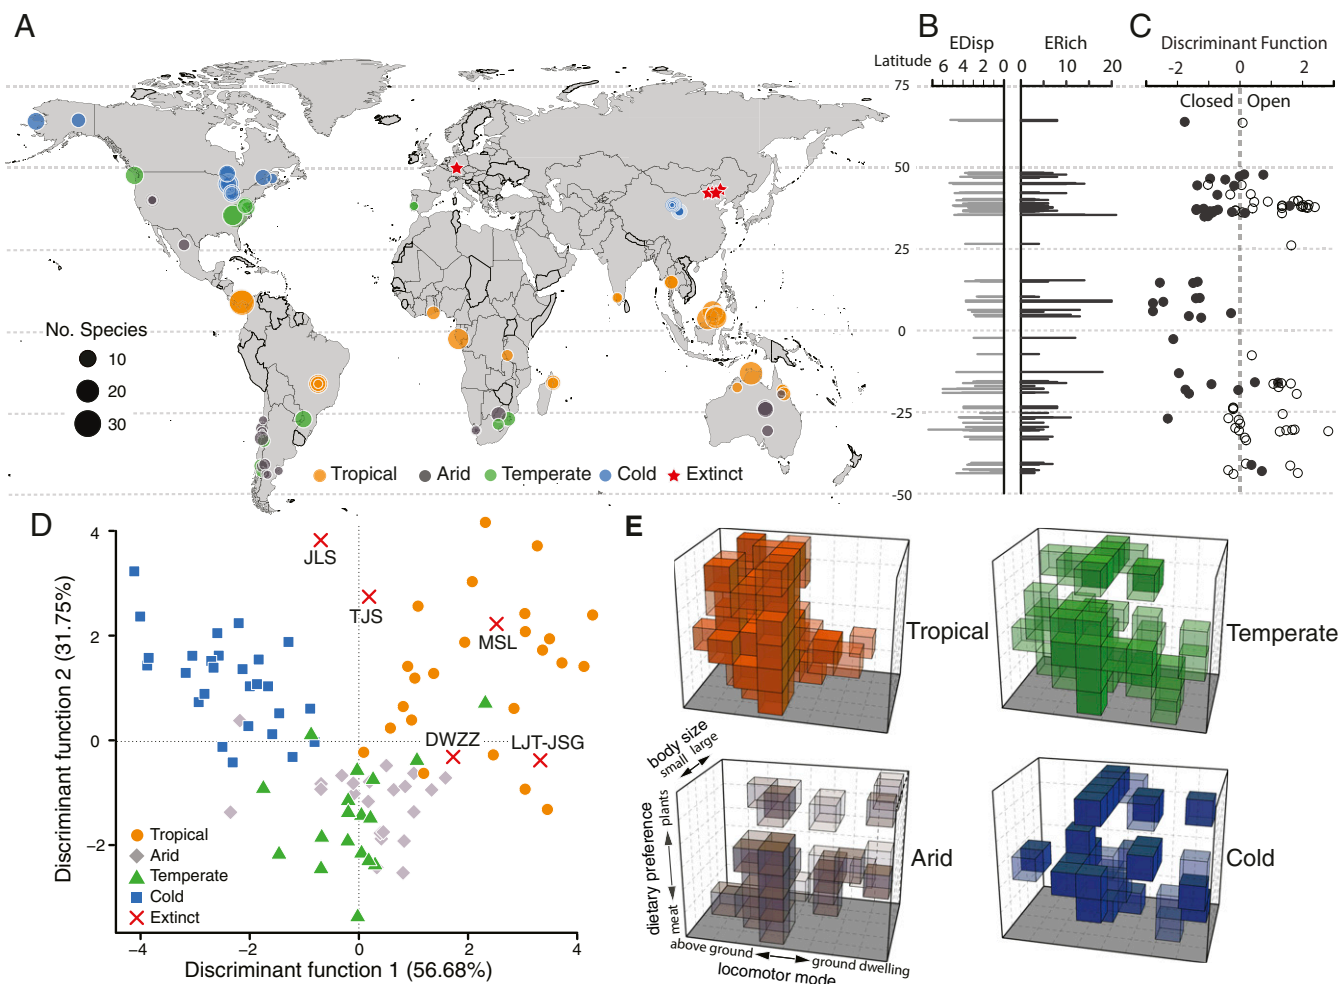 A
B
C
EDisp
ERich
Discriminant Function
Latitude
6 4 2 0
0 10 20
−2 0 2
Closed Open
75
50
25
0
−25
−50
No. Species
10
20
30
Tropical Arid Temperate Cold Extinct
D
E
Discriminant function 2 (31.75%)
4
2
0
−2
JLS
TJS
MSL
DWZZ
LJT-JSG
Tropical
Arid
Temperate
Cold
Extinct
−4 −2 0 2 4
Discriminant function 1 (56.68%)
Tropical
Temperate
body size
small large
dietary preference
meat plants
above ground ground dwelling
locomotor mode
Arid
Cold